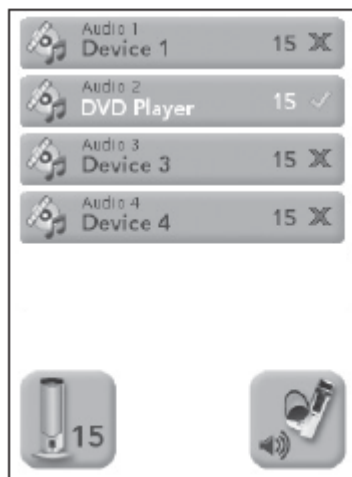 Audio 1
Device 1 15
Audio 2
DVD Player 15
Audio 3
Device 3 15
Audio 4
Device 4 15
15